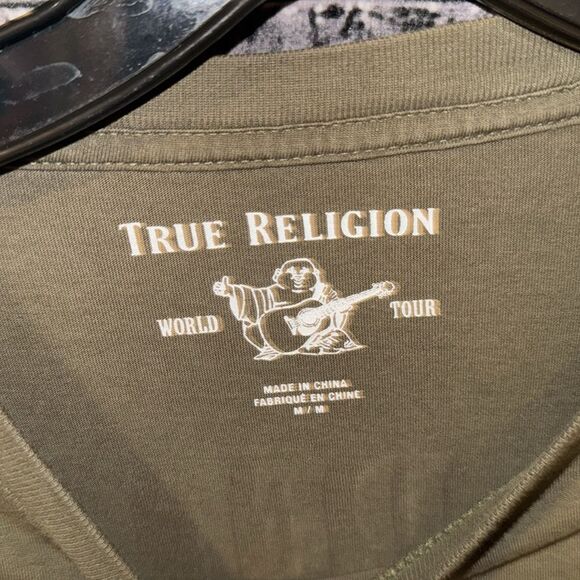 TRUE RELIGION
WORLD TOUR
MADE IN CHINA
FABRIQUÉ EN CHINE
M / M